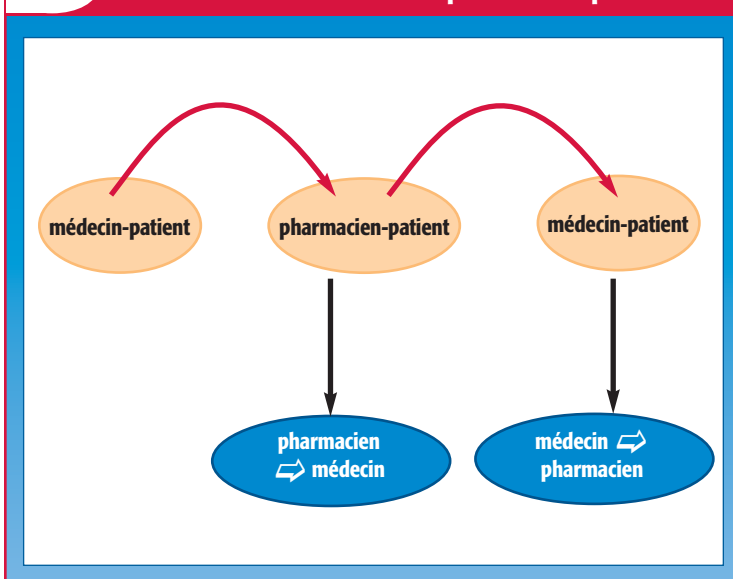 médecin-patient
pharmacien-patient
médecin-patient
pharmacien
⇨ médecin
médecin ⇨
pharmacien